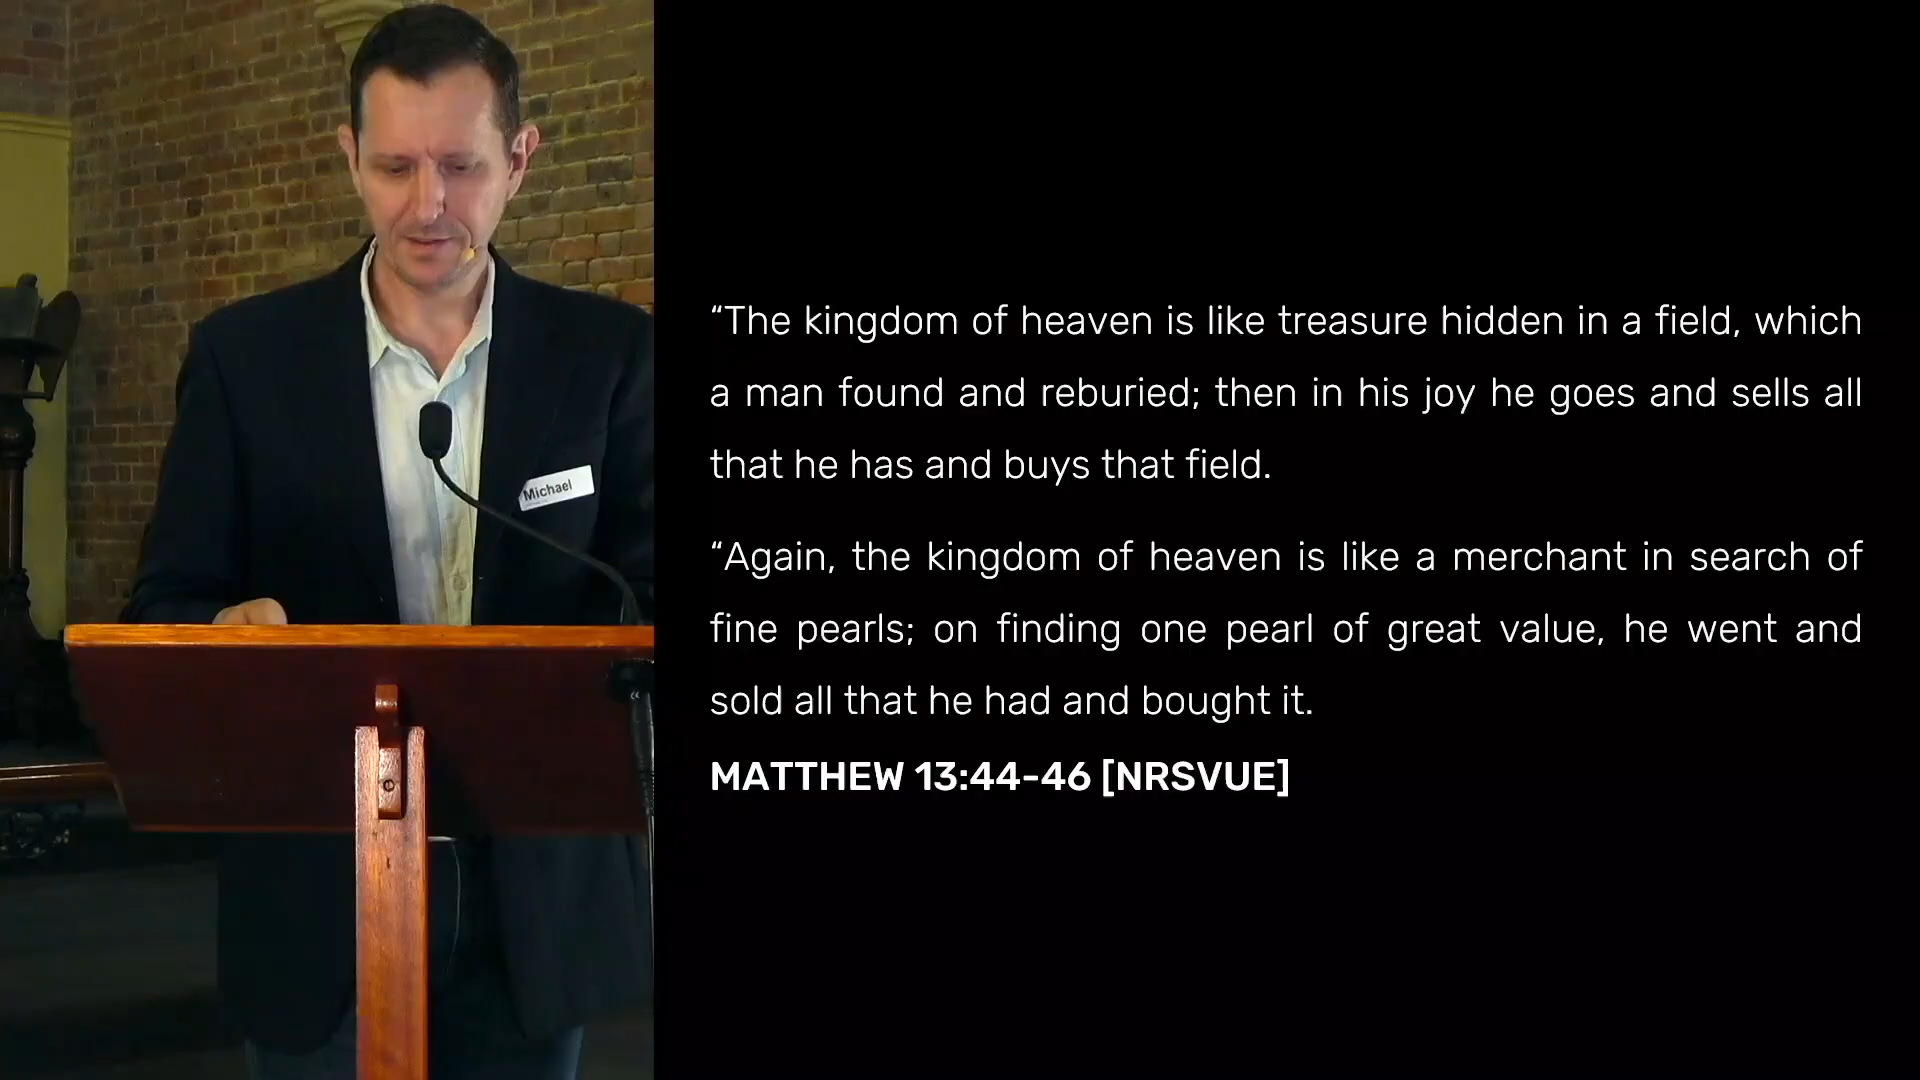 Michael
“The kingdom of heaven is like treasure hidden in a field, which
a man found and reburied; then in his joy he goes and sells all
that he has and buys that field.
“Again, the kingdom of heaven is like a merchant in search of
fine pearls; on finding one pearl of great value, he went and
sold all that he had and bought it.
MATTHEW 13:44-46 [NRSVUE]